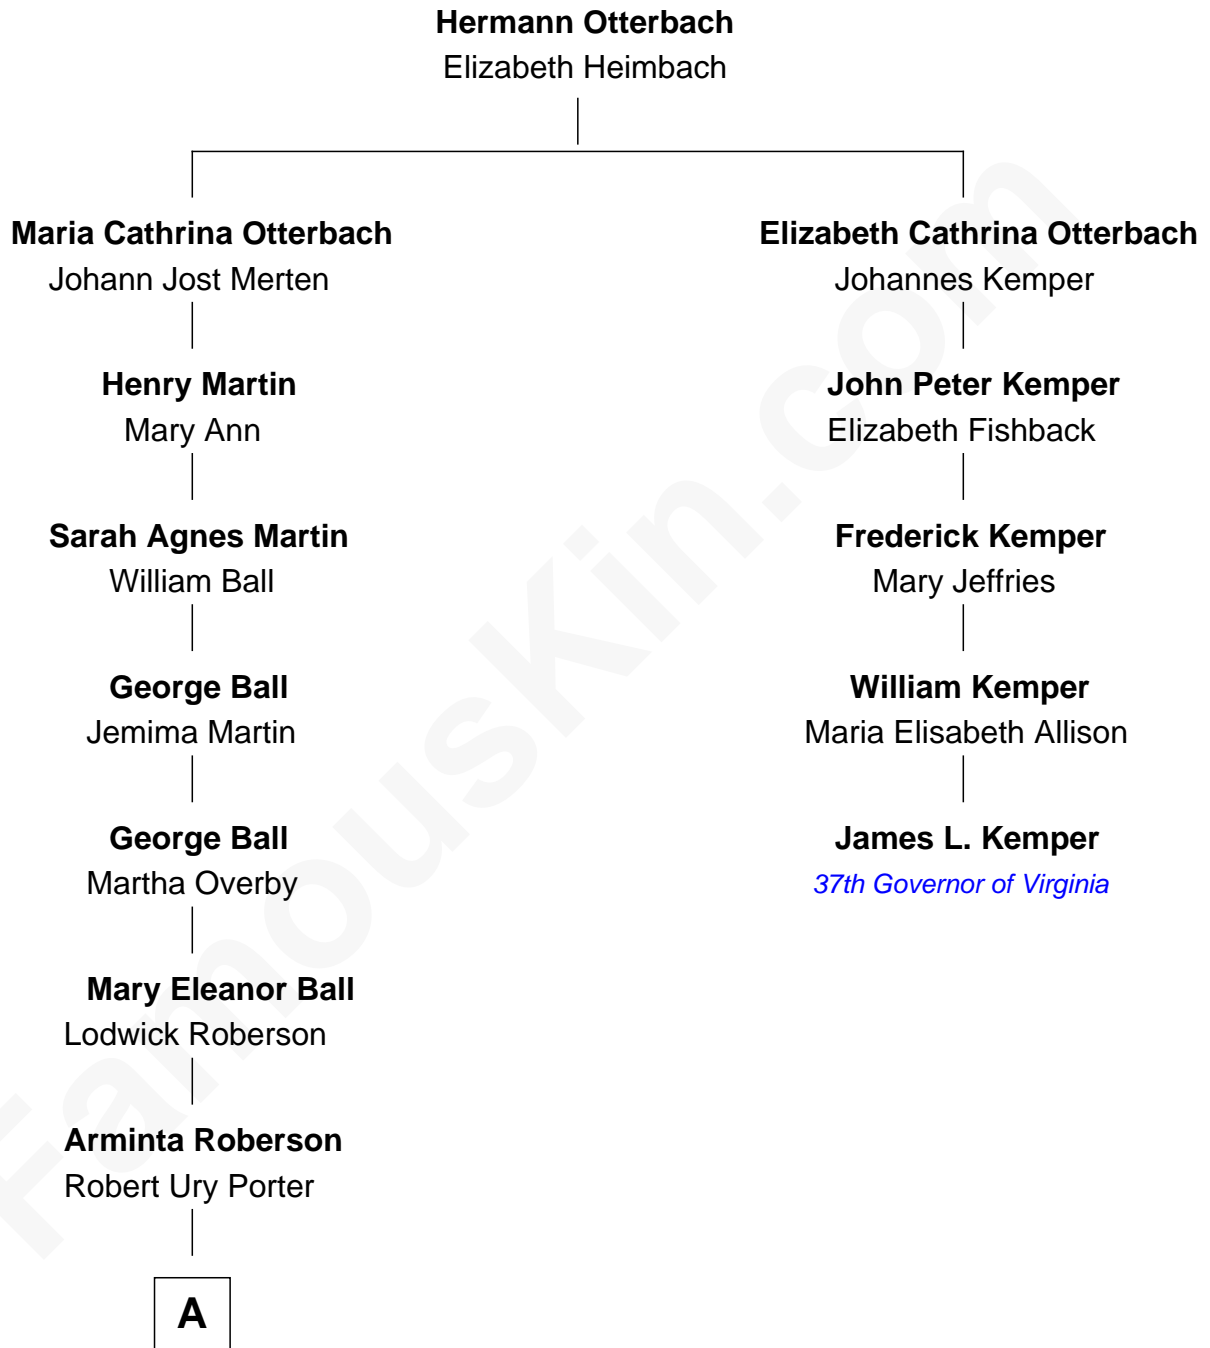 Hermann Otterbach
Elizabeth Heimbach
Maria Cathrina Otterbach
Johann Jost Merten
Elizabeth Cathrina Otterbach
Johannes Kemper
Henry Martin
Mary Ann
John Peter Kemper
Elizabeth Fishback
Sarah Agnes Martin
William Ball
Frederick Kemper
Mary Jeffries
George Ball
Jemima Martin
William Kemper
Maria Elisabeth Allison
George Ball
Martha Overby
James L. Kemper
37th Governor of Virginia
Mary Eleanor Ball
Lodwick Roberson
Arminta Roberson
Robert Ury Porter
A
FamousKin.com